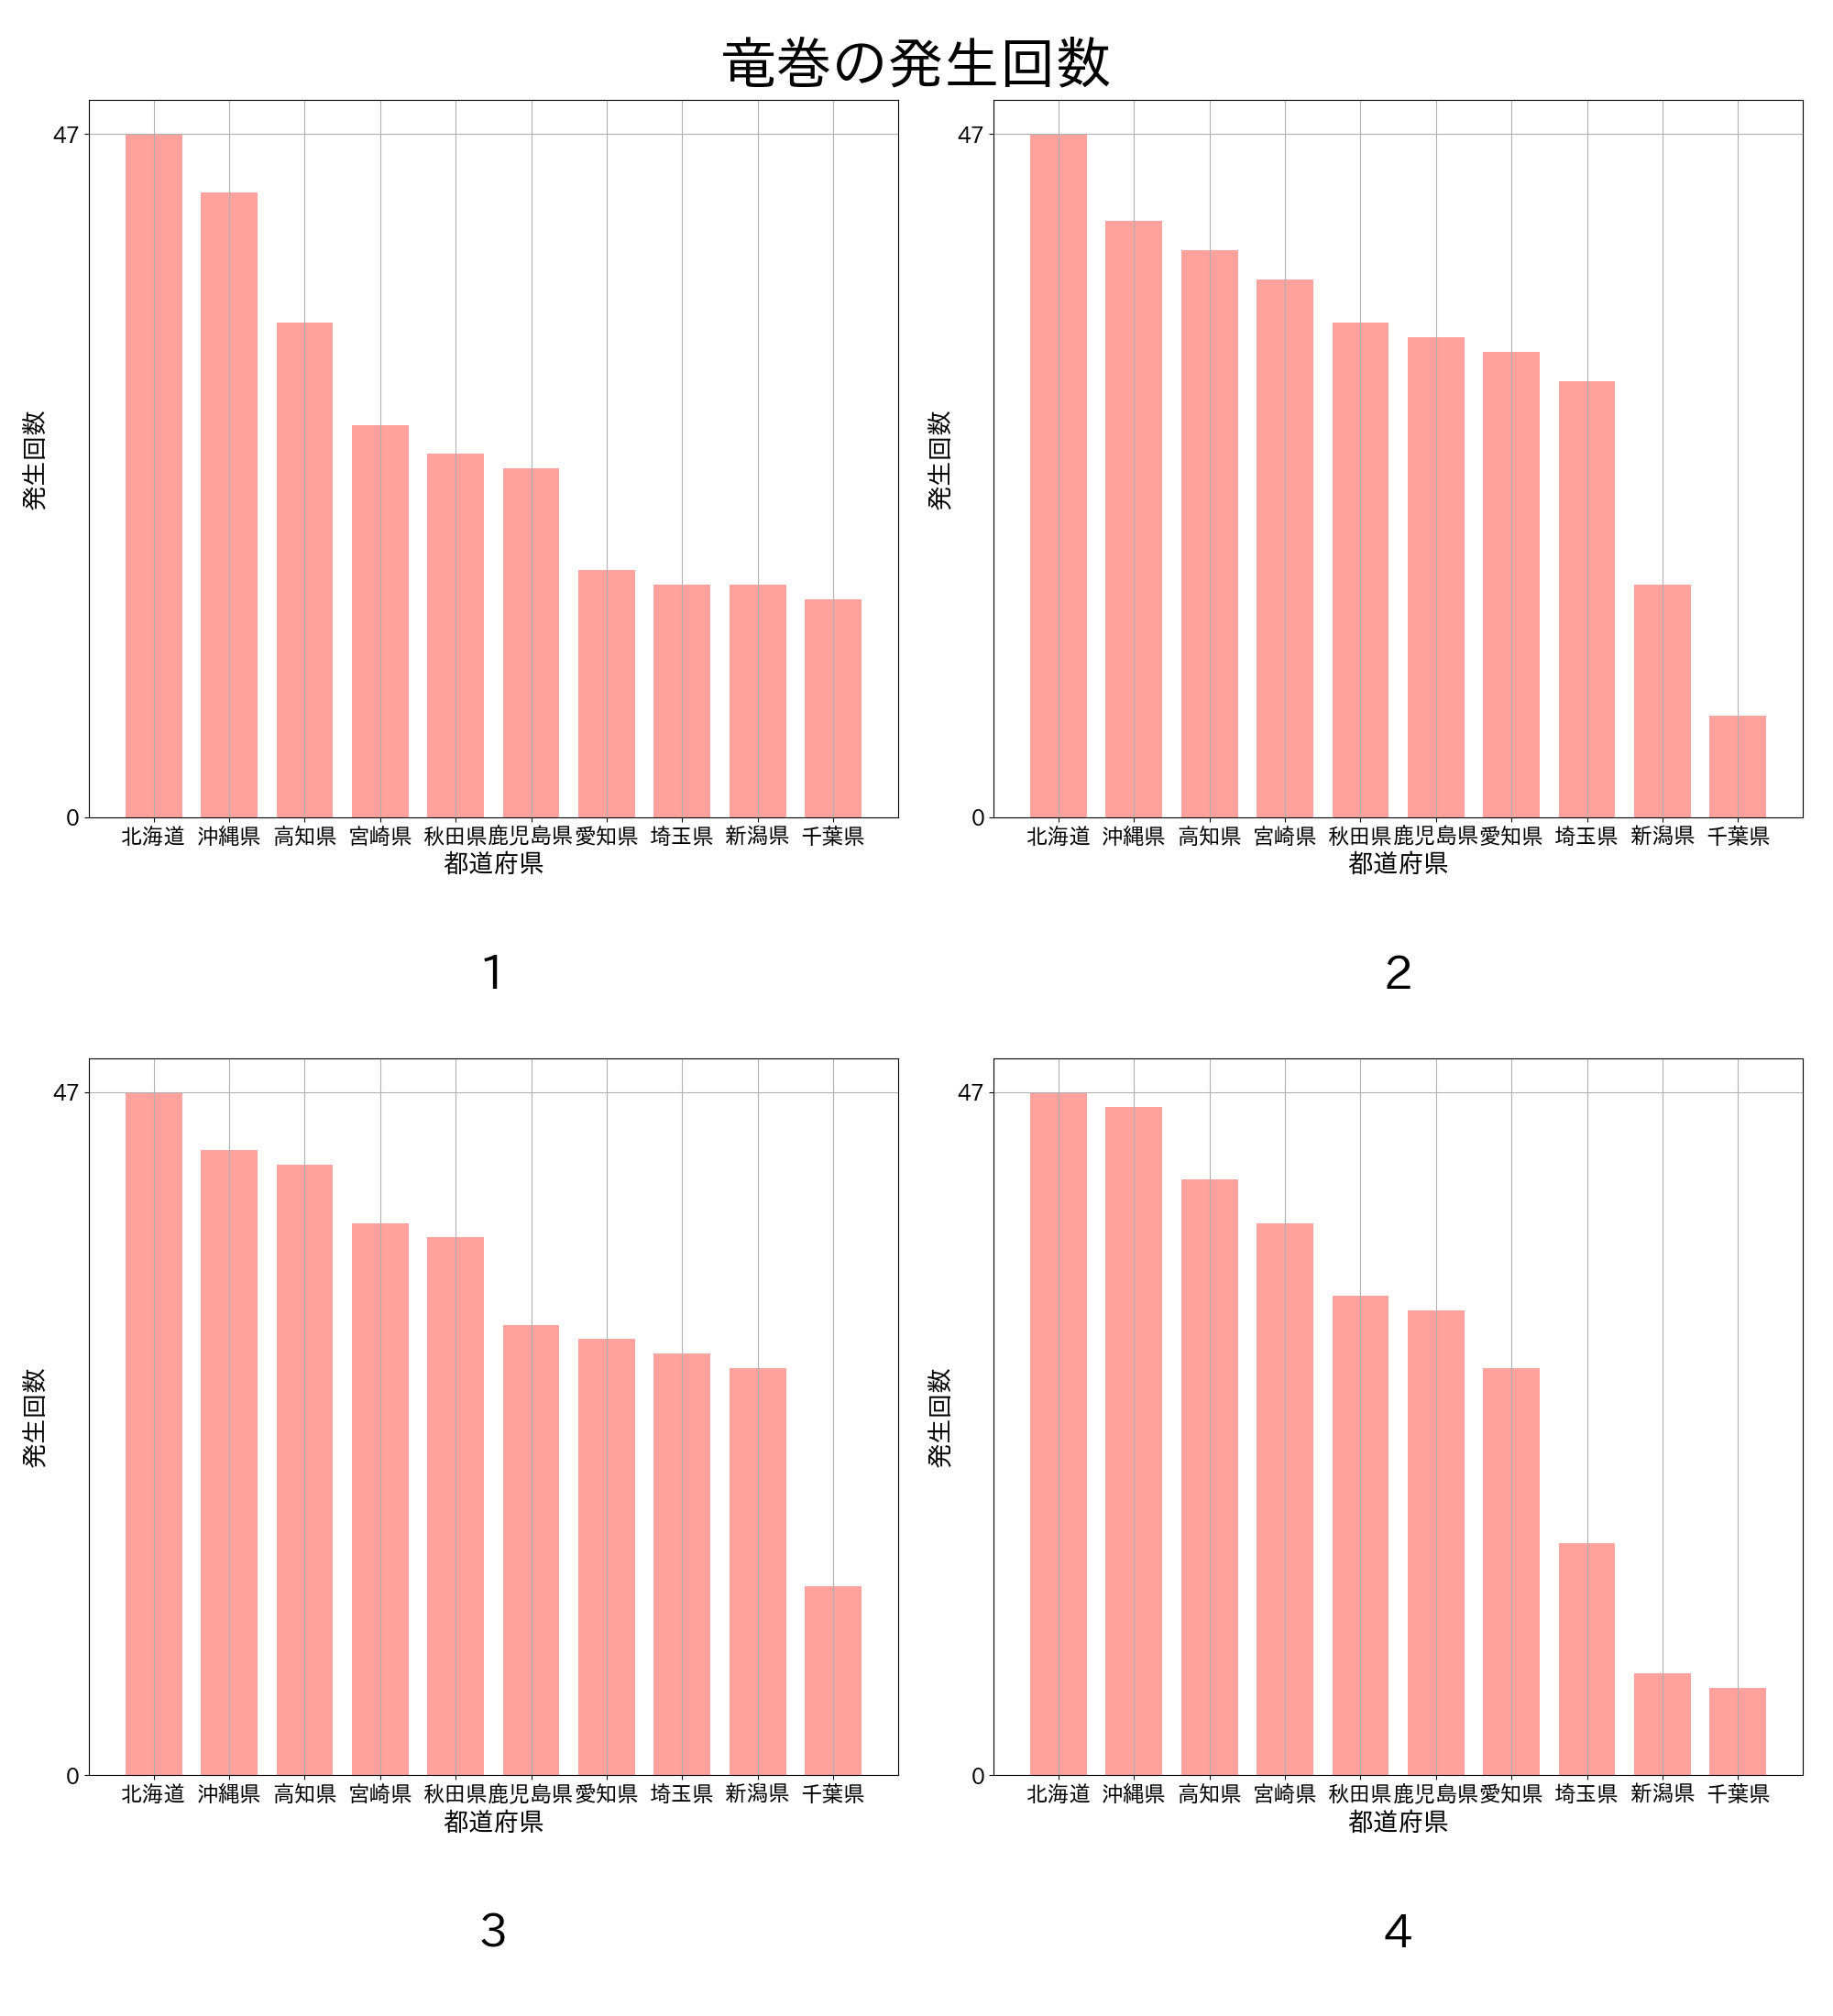 竜巻の発生回数
47
0
発生回数
北海道 沖縄県 高知県 宮崎県 秋田県 鹿児島県 愛知県 埼玉県 新潟県 千葉県
都道府県
1
47
0
発生回数
北海道 沖縄県 高知県 宮崎県 秋田県 鹿児島県 愛知県 埼玉県 新潟県 千葉県
都道府県
2
47
0
発生回数
北海道 沖縄県 高知県 宮崎県 秋田県 鹿児島県 愛知県 埼玉県 新潟県 千葉県
都道府県
3
47
0
発生回数
北海道 沖縄県 高知県 宮崎県 秋田県 鹿児島県 愛知県 埼玉県 新潟県 千葉県
都道府県
4